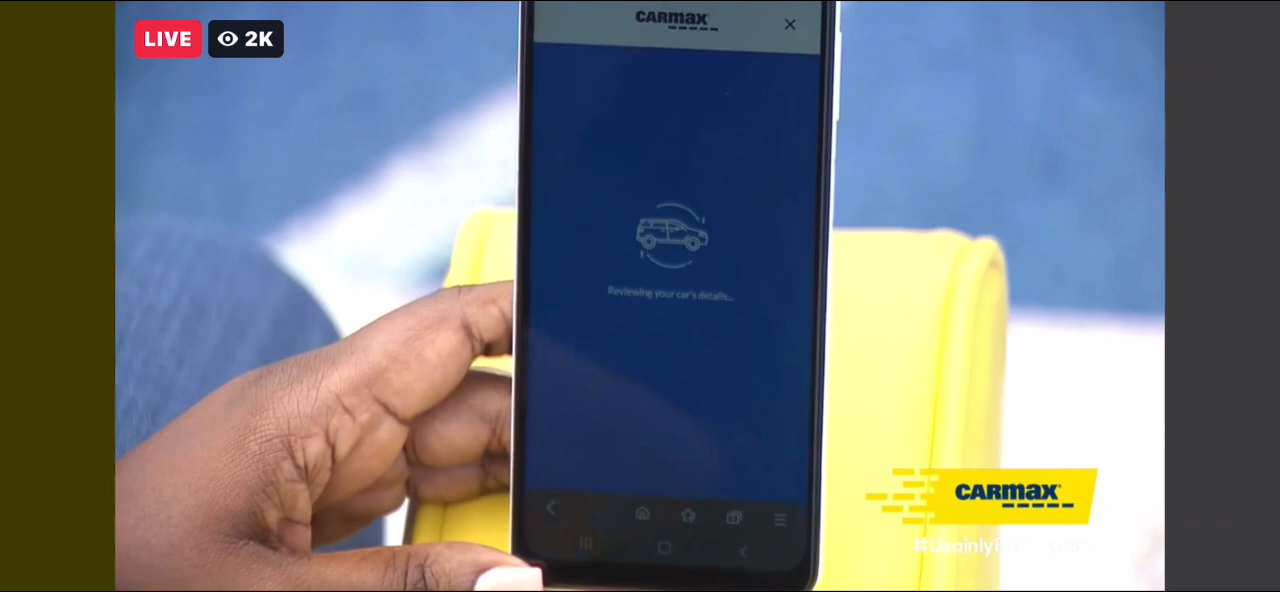 LIVE
2K
CARMAX
Reviewing your car's details...
CARMAX